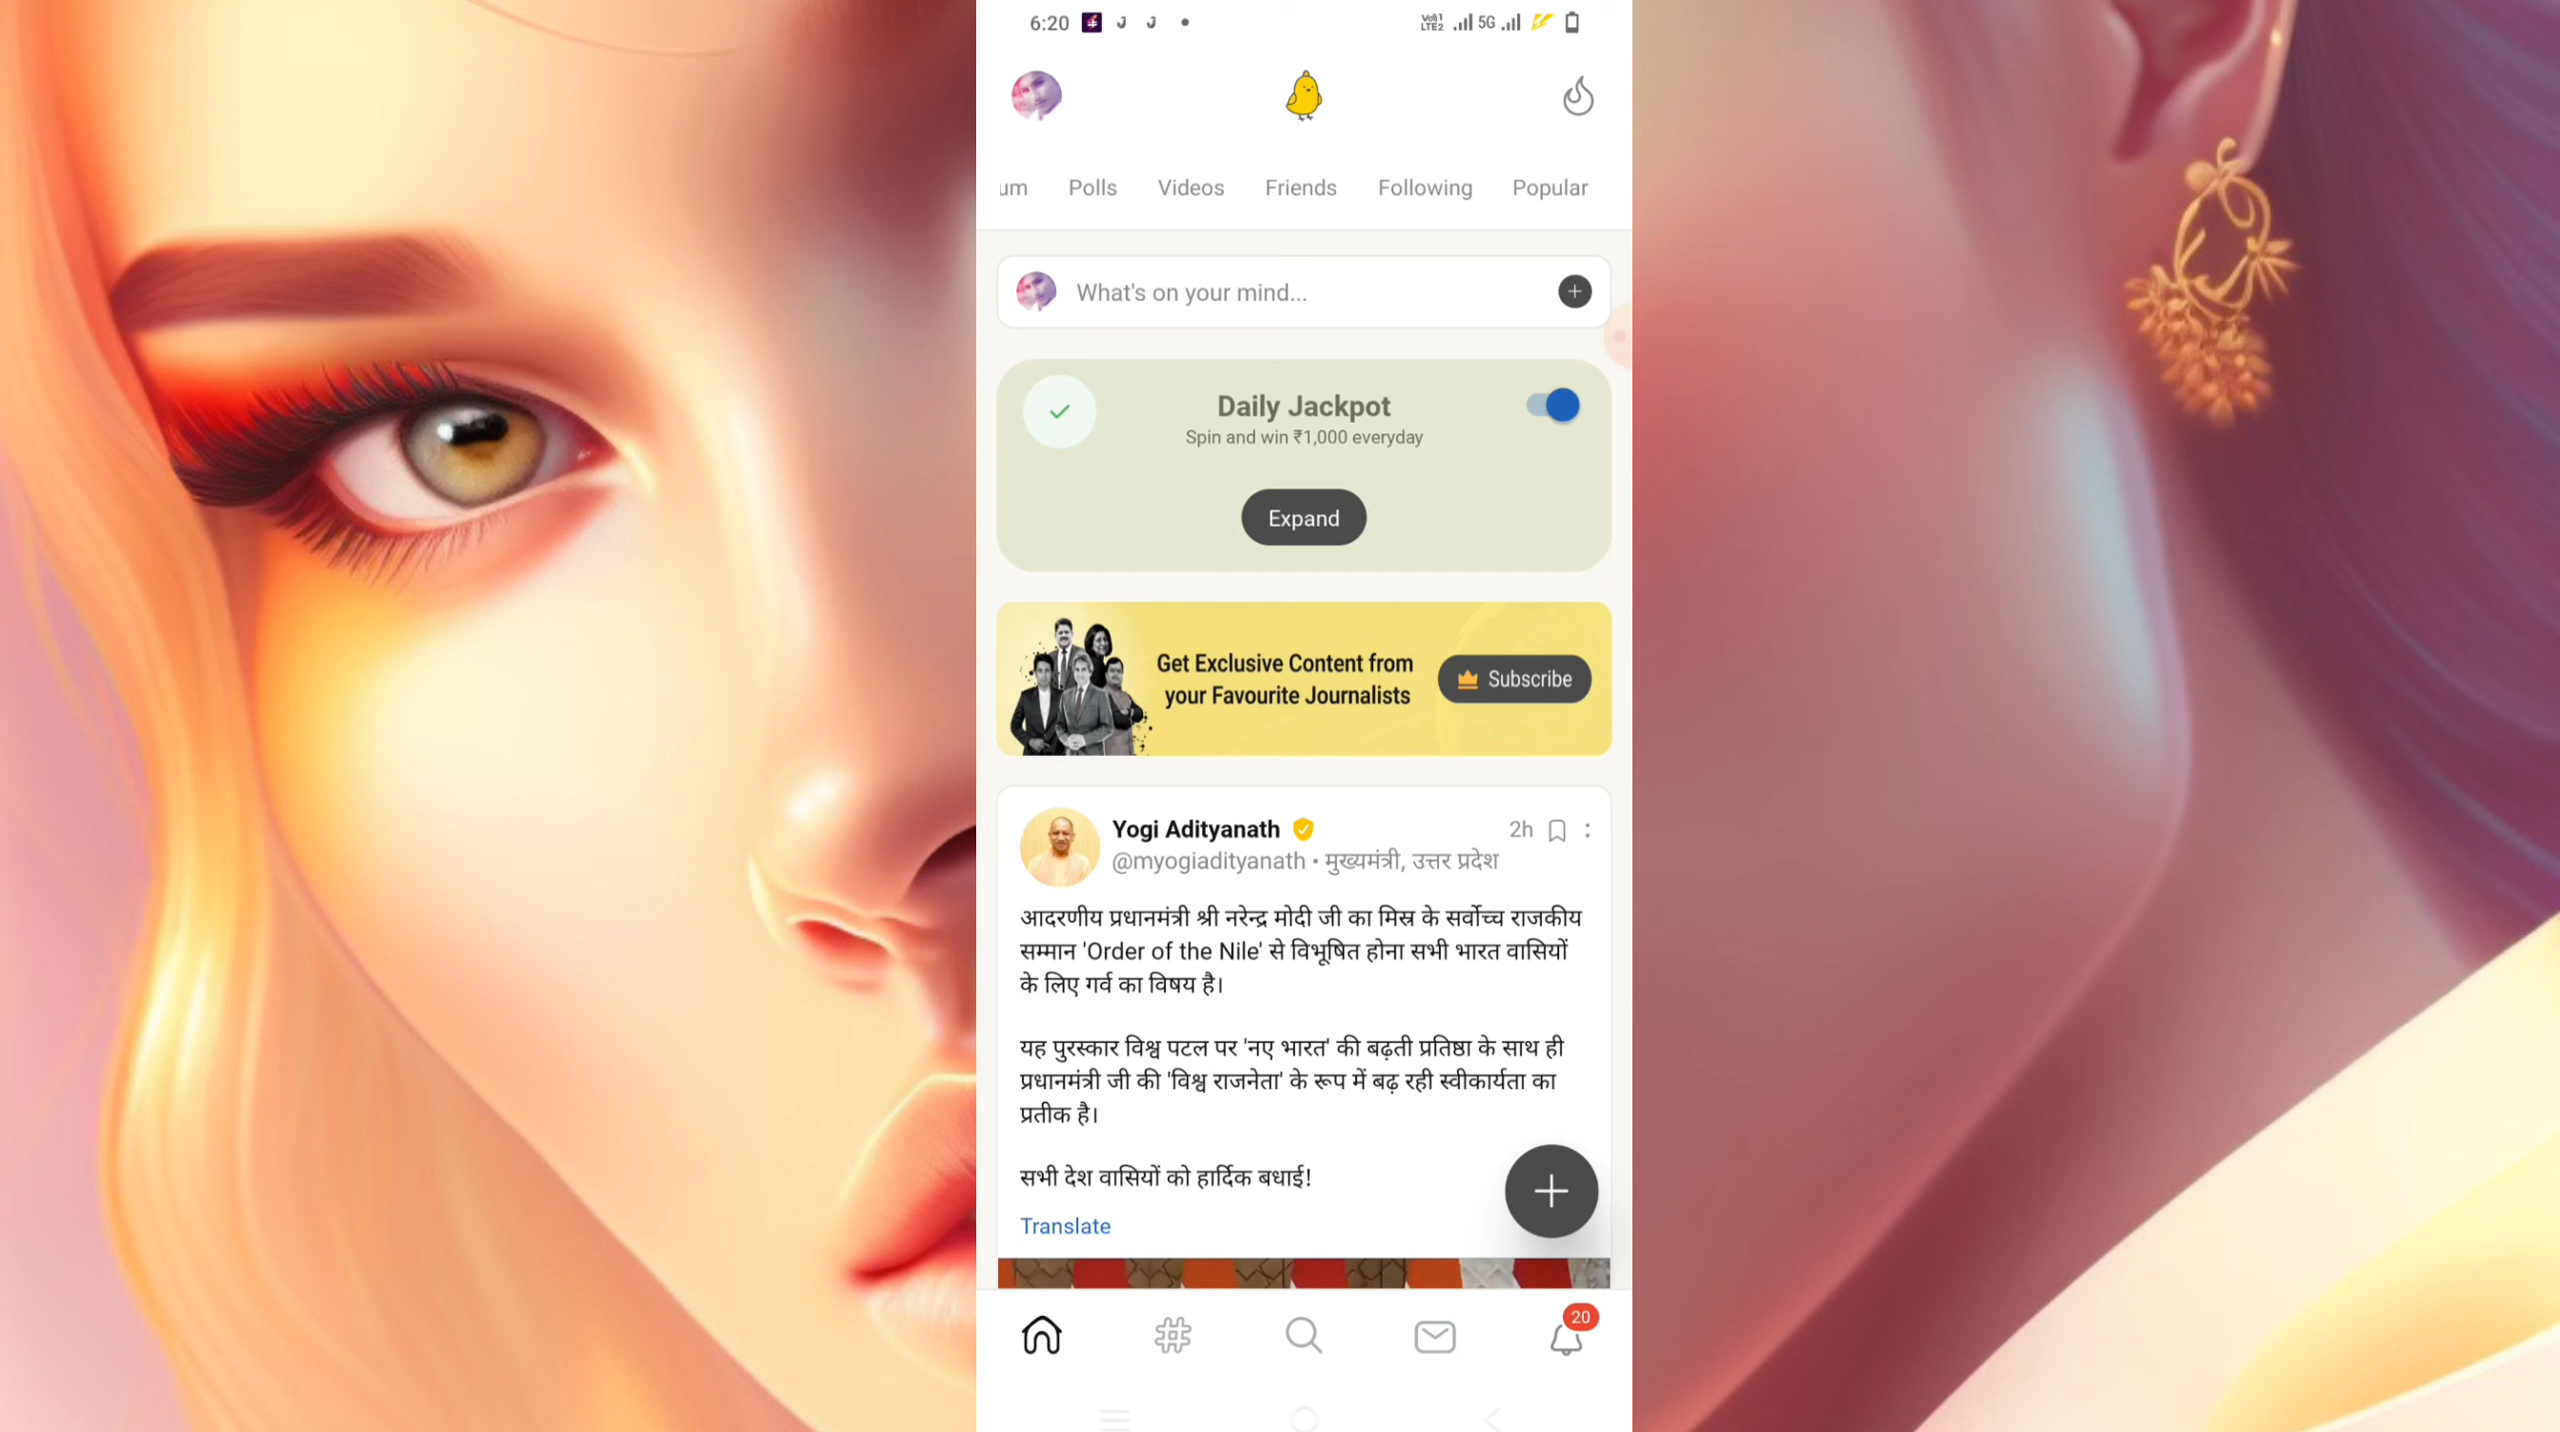 6:20
VoLTE1
LTE2
5G
um Polls Videos Friends Following Popular
What's on your mind...
Daily Jackpot
Spin and win ₹1,000 everyday
Expand
Get Exclusive Content from
your Favourite Journalists
Subscribe
Yogi Adityanath 2h
@myogiadityanath • मुख्यमंत्री, उत्तर प्रदेश
आदरणीय प्रधानमंत्री श्री नरेन्द्र मोदी जी का मिस्र के सर्वोच्च राजकीय
सम्मान 'Order of the Nile' से विभूषित होना सभी भारत वासियों
के लिए गर्व का विषय है।
यह पुरस्कार विश्व पटल पर 'नए भारत' की बढ़ती प्रतिष्ठा के साथ ही
प्रधानमंत्री जी की 'विश्व राजनेता' के रूप में बढ़ रही स्वीकार्यता का
प्रतीक है।
सभी देश वासियों को हार्दिक बधाई!
Translate
20